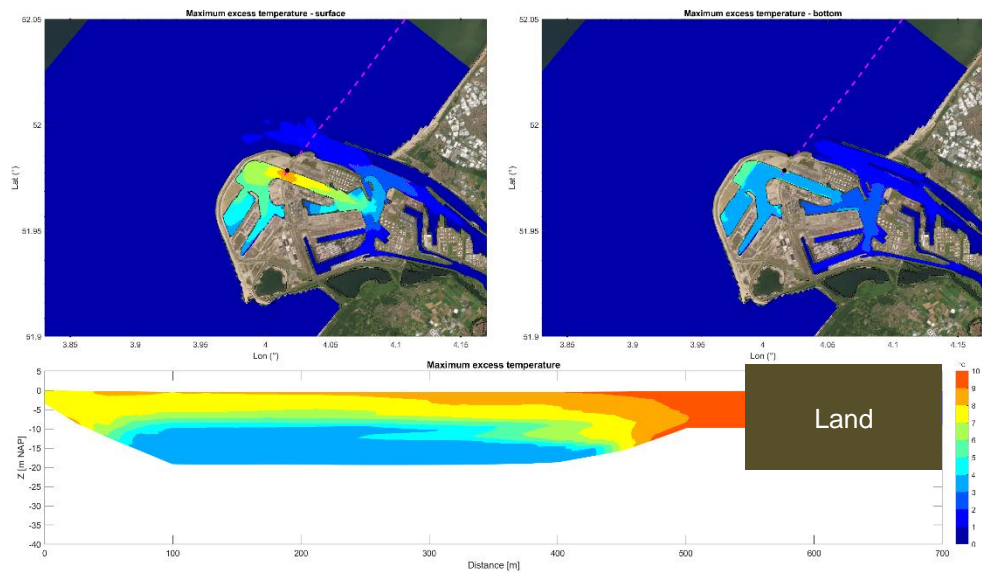 Maximum excess temperature - surface
52.05
52
51.95
51.9
Lat (°)
3.85 3.9 3.95 4 4.05 4.1 4.15
Lon (°)
Maximum excess temperature - bottom
52.05
52
51.95
51.9
Lat (°)
3.85 3.9 3.95 4 4.05 4.1 4.15
Lon (°)
Maximum excess temperature
5
0
-5
-10
-15
-20
-25
-30
-35
-40
Z [m NAP]
0 100 200 300 400 500 600 700
Distance [m]
Land
°C
10
9
8
7
6
5
4
3
2
1
0